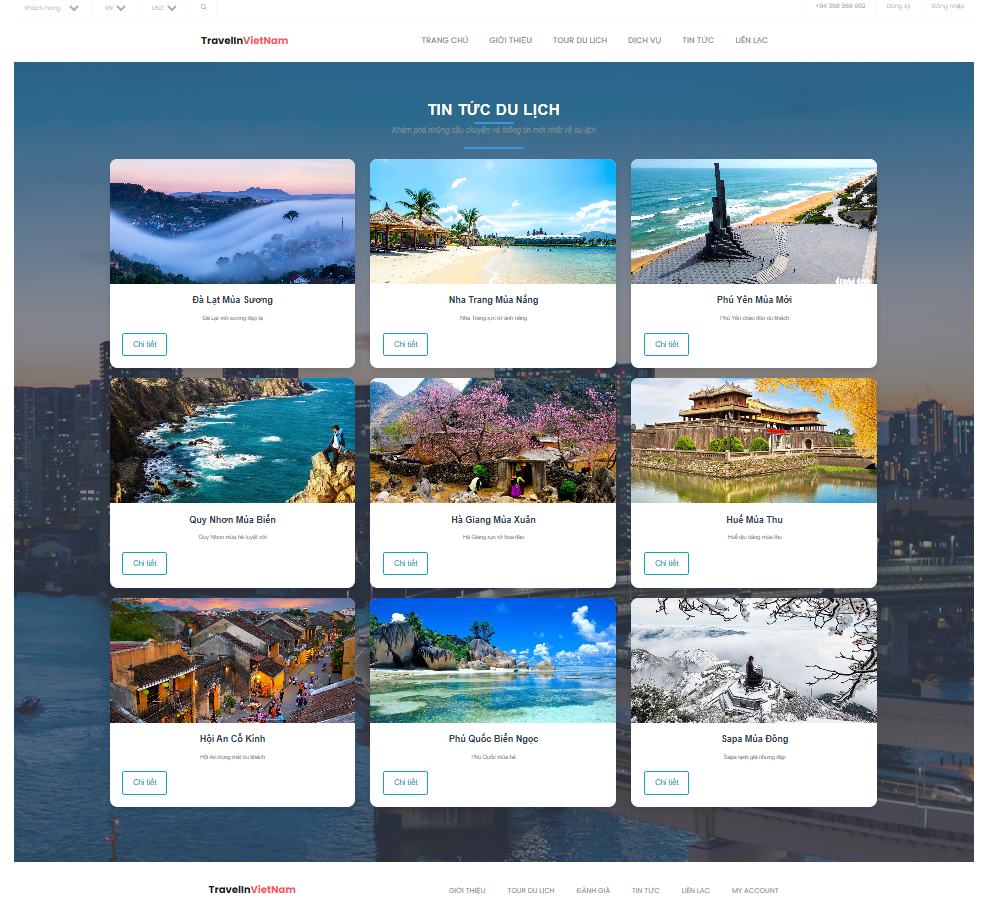 Khách hàng
VN
USD
+84 368 966 992
Đăng ký
Đăng nhập
TravelInVietNam
TRANG CHỦ
GIỚI THIỆU
TOUR DU LỊCH
DỊCH VỤ
TIN TỨC
LIÊN LẠC
TIN TỨC DU LỊCH
Khám phá những câu chuyện và thông tin mới nhất về du lịch
Đà Lạt Mùa Sương
Đà Lạt mờ sương đẹp lạ
Chi tiết
Nha Trang Mùa Nắng
Nha Trang rực rỡ ánh nắng
Chi tiết
Phú Yên Mùa Mới
Phú Yên chào đón du khách
Chi tiết
Quy Nhơn Mùa Biển
Quy Nhơn mùa hè tuyệt vời
Chi tiết
Hà Giang Mùa Xuân
Hà Giang rực rỡ hoa đào
Chi tiết
Huế Mùa Thu
Huế dịu dàng mùa thu
Chi tiết
Hội An Cổ Kính
Hội An trong mắt du khách
Chi tiết
Phú Quốc Biển Ngọc
Phú Quốc mùa hè
Chi tiết
Sapa Mùa Đông
Sapa lạnh giá nhưng đẹp
Chi tiết
TravelInVietNam
GIỚI THIỆU
TOUR DU LỊCH
ĐÁNH GIÁ
TIN TỨC
LIÊN LẠC
MY ACCOUNT